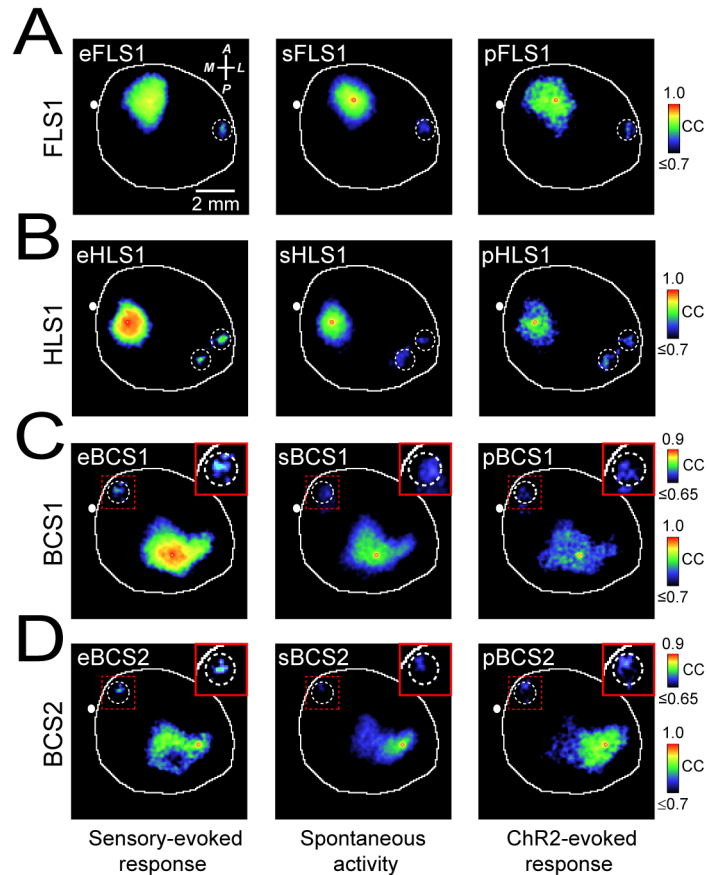 A
eFLS1
A
M L
P
2 mm
sFLS1
pFLS1
FLS1
1.0
CC
≤0.7
B
eHLS1
sHLS1
pHLS1
HLS1
1.0
CC
≤0.7
C
eBCS1
sBCS1
pBCS1
BCS1
0.9
CC
≤0.65
1.0
CC
≤0.7
D
eBCS2
sBCS2
pBCS2
BCS2
0.9
CC
≤0.65
1.0
CC
≤0.7
Sensory-evoked
response
Spontaneous
activity
ChR2-evoked
response